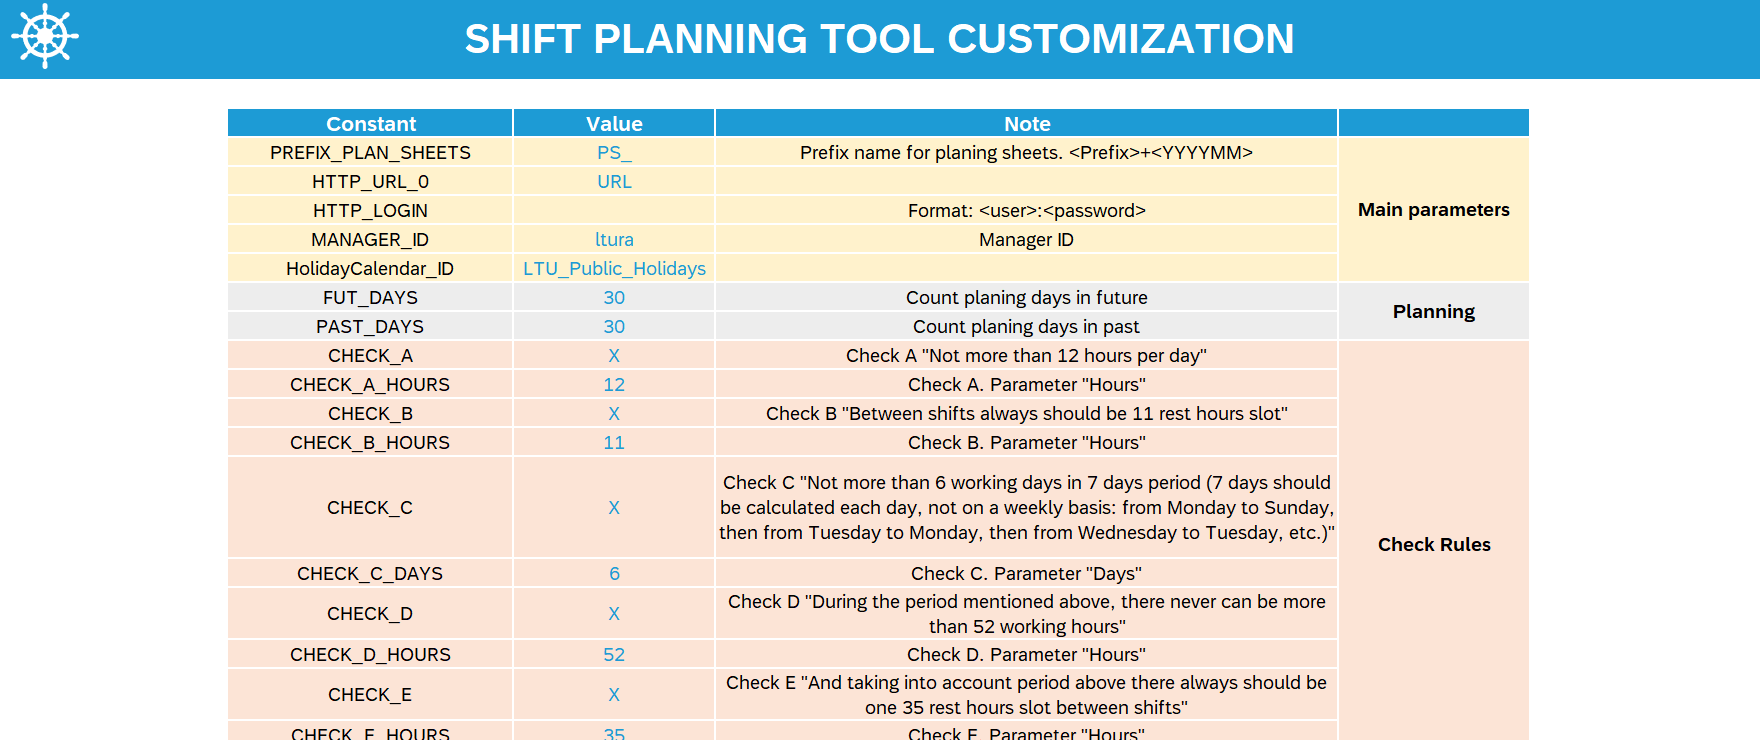 SHIFT PLANNING TOOL CUSTOMIZATION
Constant Value Note
PREFIX_PLAN_SHEETS PS_ Prefix name for planing sheets. <Prefix>+<YYYYMM>
HTTP_URL_0 URL
HTTP_LOGIN Format: <user>:<password>
Main parameters
MANAGER_ID ltura Manager ID
HolidayCalendar_ID LTU_Public_Holidays
FUT_DAYS 30 Count planing days in future
Planning
PAST_DAYS 30 Count planing days in past
CHECK_A X Check A "Not more than 12 hours per day"
CHECK_A_HOURS 12 Check A. Parameter "Hours"
CHECK_B X Check B "Between shifts always should be 11 rest hours slot"
CHECK_B_HOURS 11 Check B. Parameter "Hours"
Check C "Not more than 6 working days in 7 days period (7 days should
CHECK_C X be calculated each day, not on a weekly basis: from Monday to Sunday,
then from Tuesday to Monday, then from Wednesday to Tuesday, etc.)"
Check Rules
CHECK_C_DAYS 6 Check C. Parameter "Days"
CHECK_D X Check D "During the period mentioned above, there never can be more
than 52 working hours"
CHECK_D_HOURS 52 Check D. Parameter "Hours"
CHECK_E X Check E "And taking into account period above there always should be
one 35 rest hours slot between shifts"
CHECK_E_HOURS 35 Check E. Parameter "Hours"